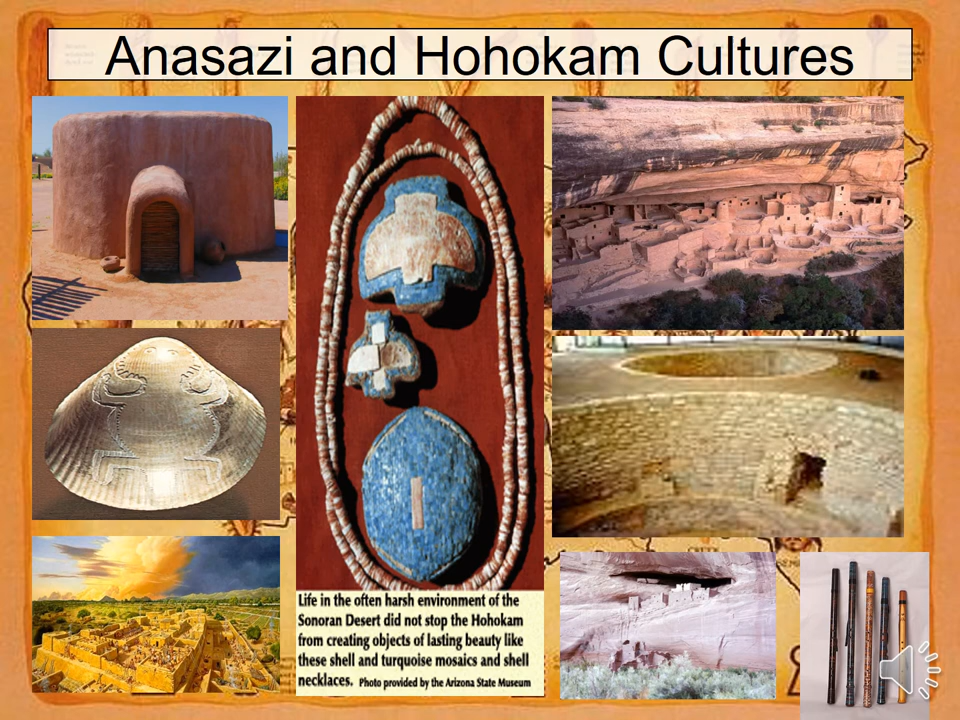 Anasazi and Hohokam Cultures
Life in the often harsh environment of the
Sonoran Desert did not stop the Hohokam
from creating objects of lasting beauty like
these shell and turquoise mosaics and shell
necklaces. Photo provided by the Arizona State Museum